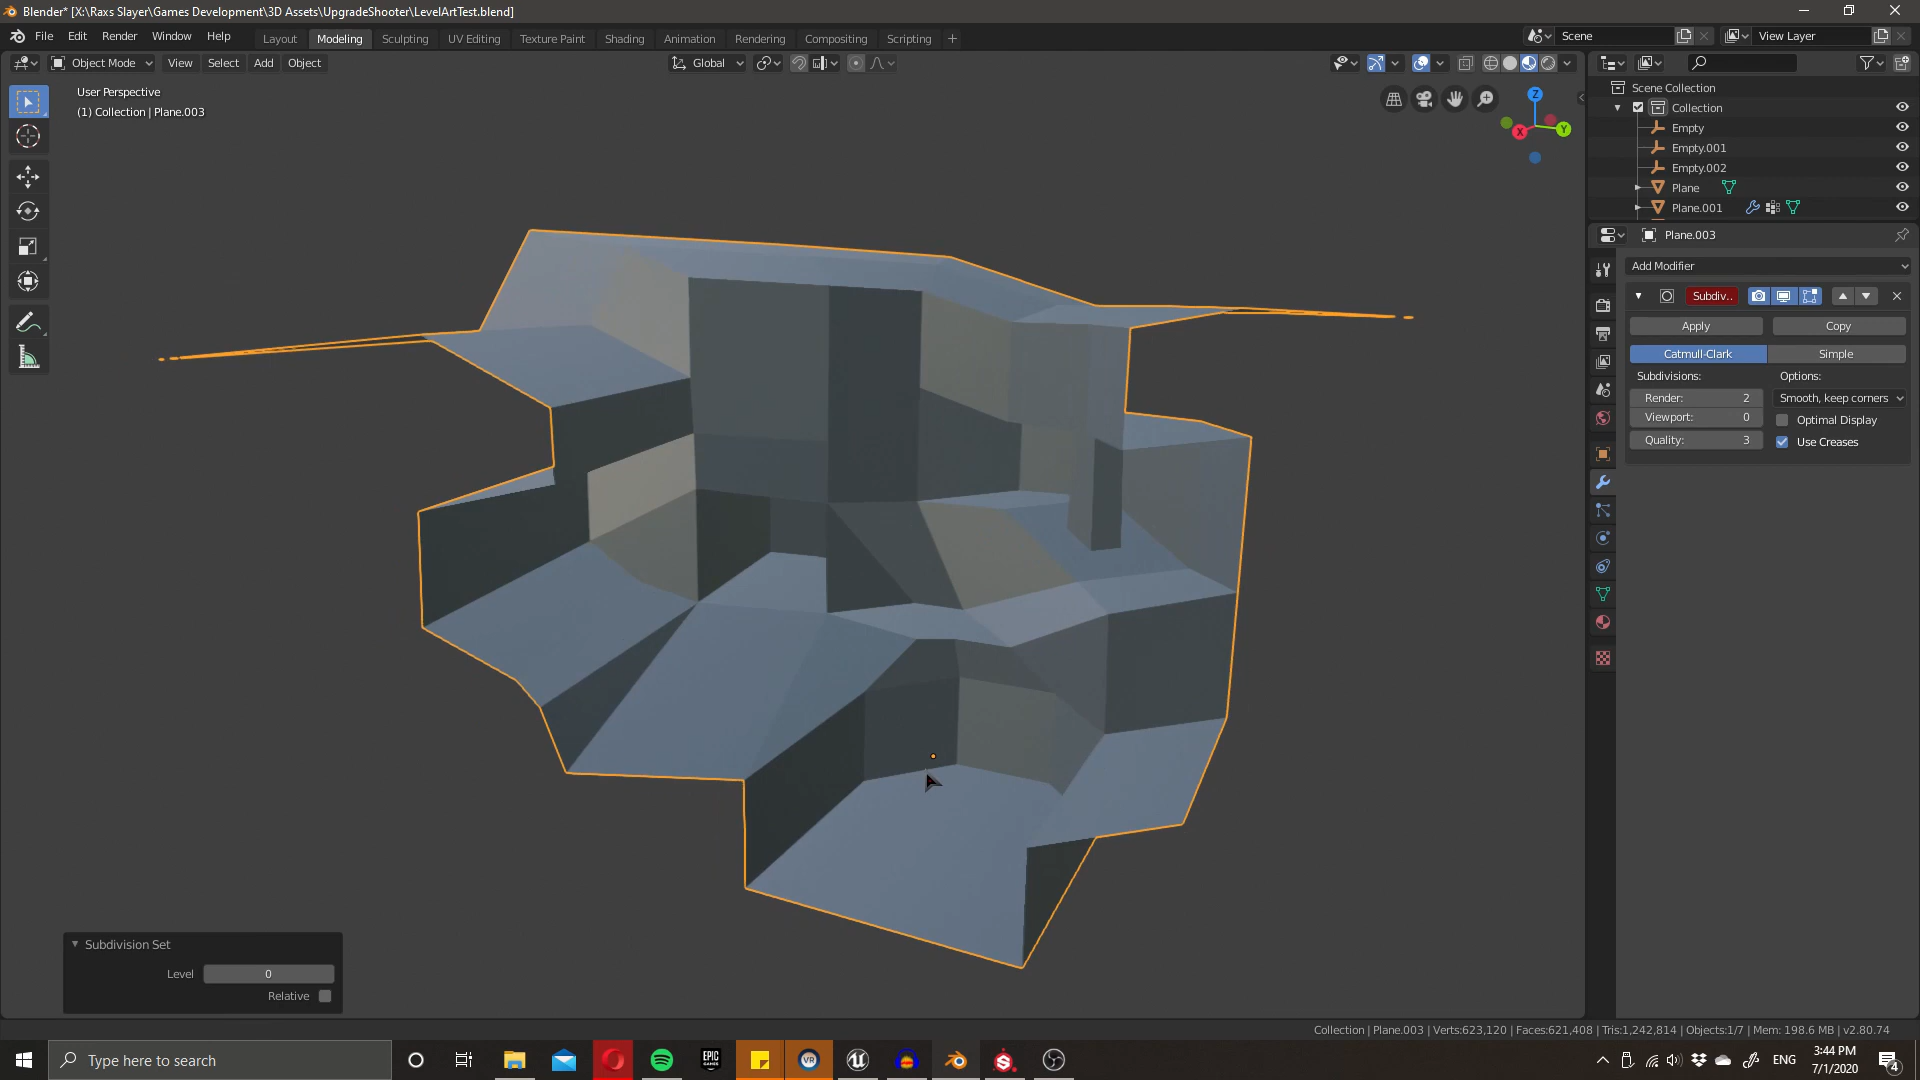 Blender* [X:\Raxs Slayer\Games Development\3D Assets\UpgradeShooter\LevelArtTest.blend]
File Edit Render Window Help
Layout Modeling Sculpting UV Editing Texture Paint Shading Animation Rendering Compositing Scripting
Scene
View Layer
Object Mode View Select Add Object
Global
User Perspective
(1) Collection | Plane.003
Z
X
Y
Scene Collection
Collection
Empty
Empty.001
Empty.002
Plane
Plane.001
Plane.003
Add Modifier
Subdiv..
Apply Copy
Catmull-Clark Simple
Subdivisions: Options:
Render: 2 Smooth, keep corners
Viewport: 0 Optimal Display
Quality: 3 Use Creases
Subdivision Set
Level 0
Relative
Collection | Plane.003 | Verts:623,120 | Faces:621,408 | Tris:1,242,814 | Objects:1/7 | Mem: 198.6 MB | v2.80.74
Type here to search
EPIC
VR
ENG
3:44 PM
7/1/2020
4